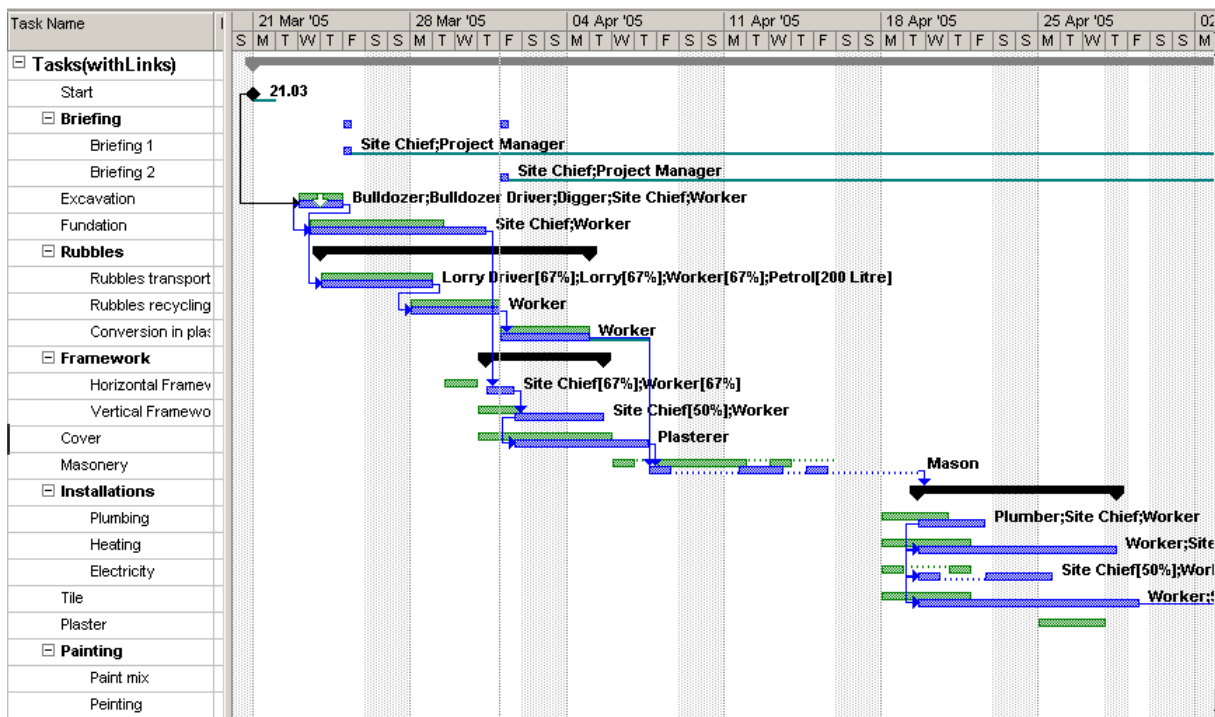 Task Name
21 Mar '05 28 Mar '05 04 Apr '05 11 Apr '05 18 Apr '05 25 Apr '05 02
S M T W T F S S M T W T F S S M T W T F S S M T W T F S S M T W T F S S M T W T F S S M
Tasks(withLinks)
Start 21.03
Briefing
Briefing 1 Site Chief;Project Manager
Briefing 2 Site Chief;Project Manager
Excavation Bulldozer;Bulldozer Driver;Digger;Site Chief;Worker
Fundation Site Chief;Worker
Rubbles
Rubbles transport Lorry Driver[67%];Lorry[67%];Worker[67%];Petrol[200 Litre]
Rubbles recycling Worker
Conversion in plas Worker
Framework
Horizontal Framew Site Chief[67%];Worker[67%]
Vertical Framewo Site Chief[50%];Worker
Cover Plasterer
Masonery Mason
Installations
Plumbing Plumber;Site Chief;Worker
Heating Worker;Site
Electricity Site Chief[50%];Worl
Tile Worker;S
Plaster
Painting
Paint mix
Peinting